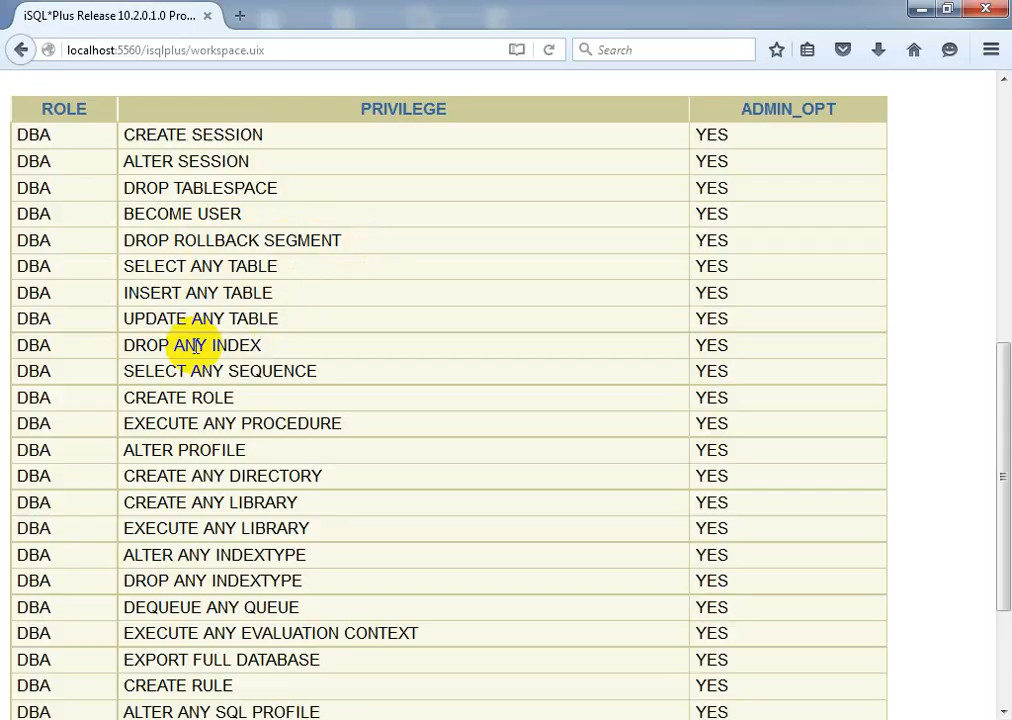 iSQL*Plus Release 10.2.0.1.0 Pro...
localhost:5560/isqlplus/workspace.uix
Search
ROLE PRIVILEGE ADMIN_OPT
DBA CREATE SESSION YES
DBA ALTER SESSION YES
DBA DROP TABLESPACE YES
DBA BECOME USER YES
DBA DROP ROLLBACK SEGMENT YES
DBA SELECT ANY TABLE YES
DBA INSERT ANY TABLE YES
DBA UPDATE ANY TABLE YES
DBA DROP ANY INDEX YES
DBA SELECT ANY SEQUENCE YES
DBA CREATE ROLE YES
DBA EXECUTE ANY PROCEDURE YES
DBA ALTER PROFILE YES
DBA CREATE ANY DIRECTORY YES
DBA CREATE ANY LIBRARY YES
DBA EXECUTE ANY LIBRARY YES
DBA ALTER ANY INDEXTYPE YES
DBA DROP ANY INDEXTYPE YES
DBA DEQUEUE ANY QUEUE YES
DBA EXECUTE ANY EVALUATION CONTEXT YES
DBA EXPORT FULL DATABASE YES
DBA CREATE RULE YES
DBA ALTER ANY SQL PROFILE YES